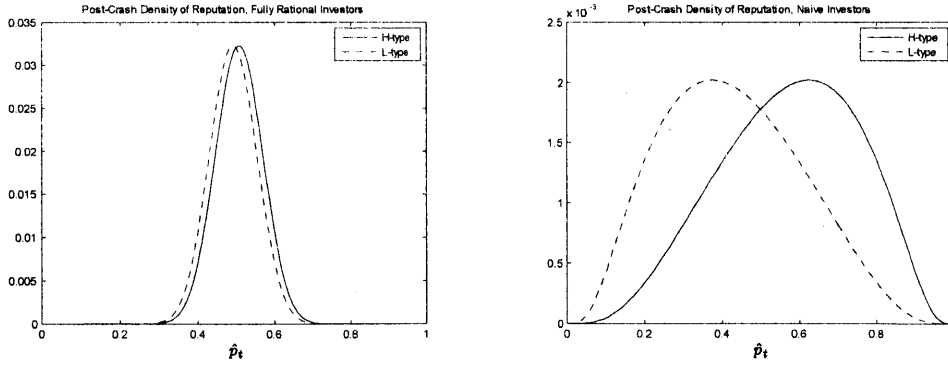 Post-Crash Density of Reputation, Fully Rational Investors
0.035
0.03
0.025
0.02
0.015
0.01
0.005
0
H-type
L-type
0
0.2
0.4
0.6
0.8
1
p̂t
x 10⁻³
Post-Crash Density of Reputation, Naive Investors
2.5
2
1.5
1
0.5
0
H-type
L-type
0
0.2
0.4
0.6
0.8
p̂t